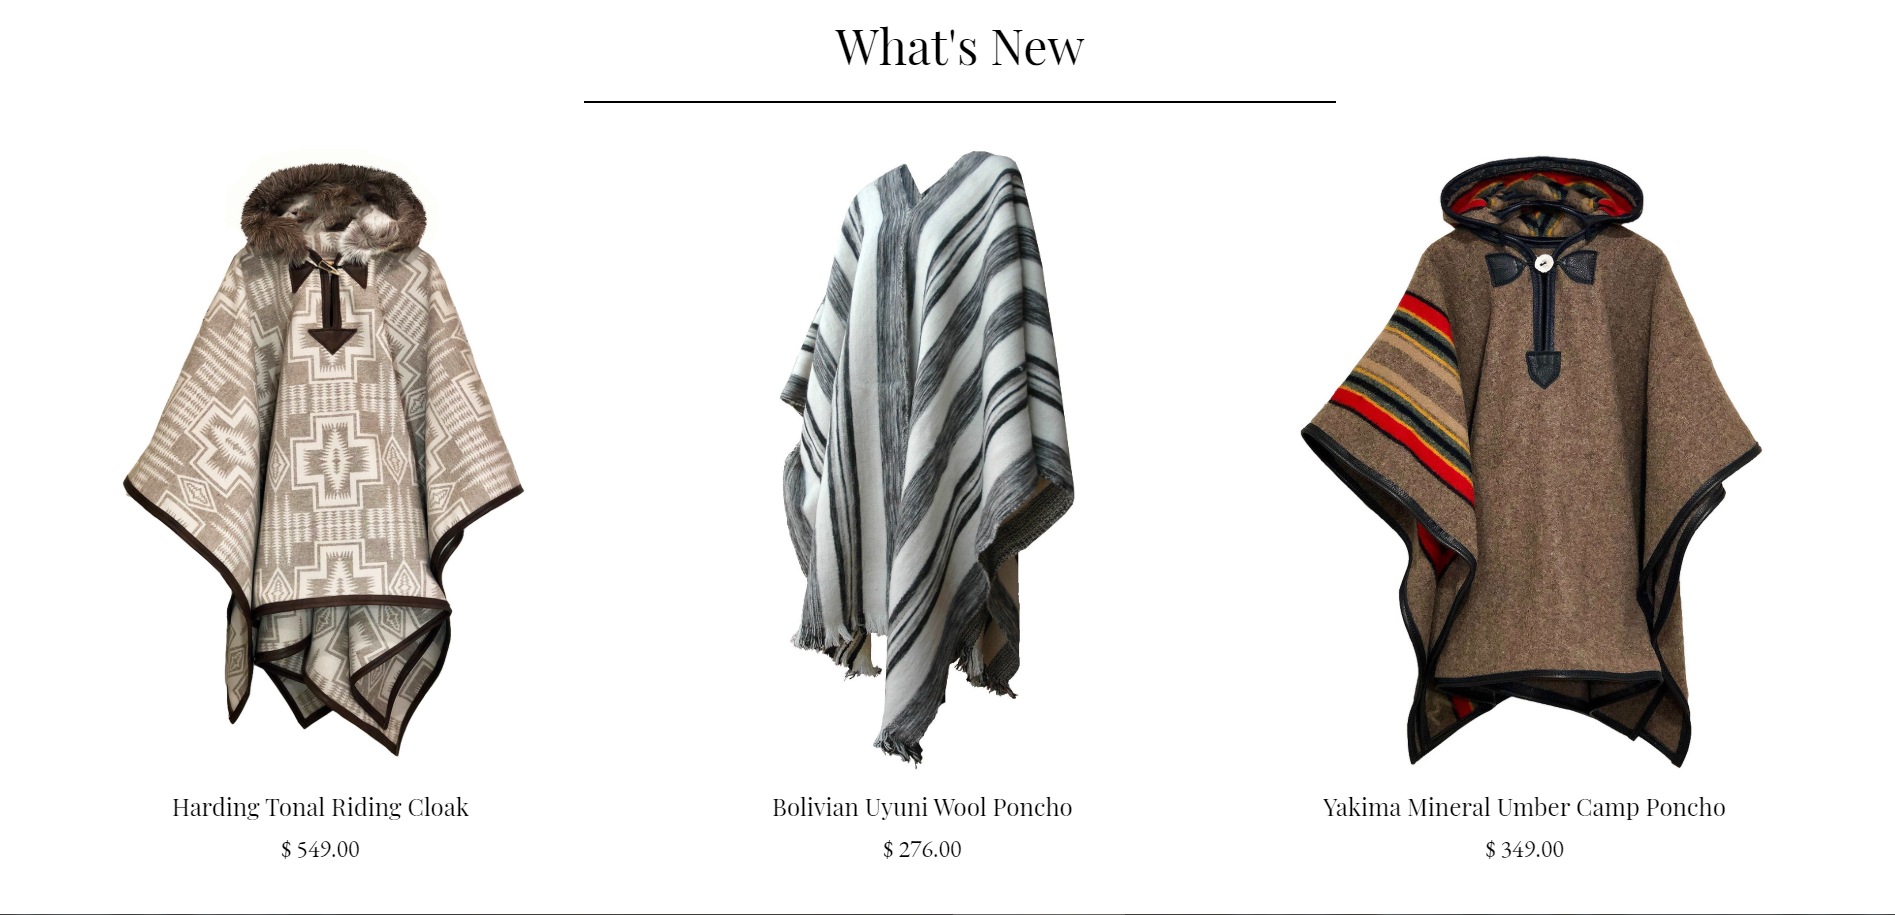 What's New
Harding Tonal Riding Cloak
$ 549.00
Bolivian Uyuni Wool Poncho
$ 276.00
Yakima Mineral Umber Camp Poncho
$ 349.00